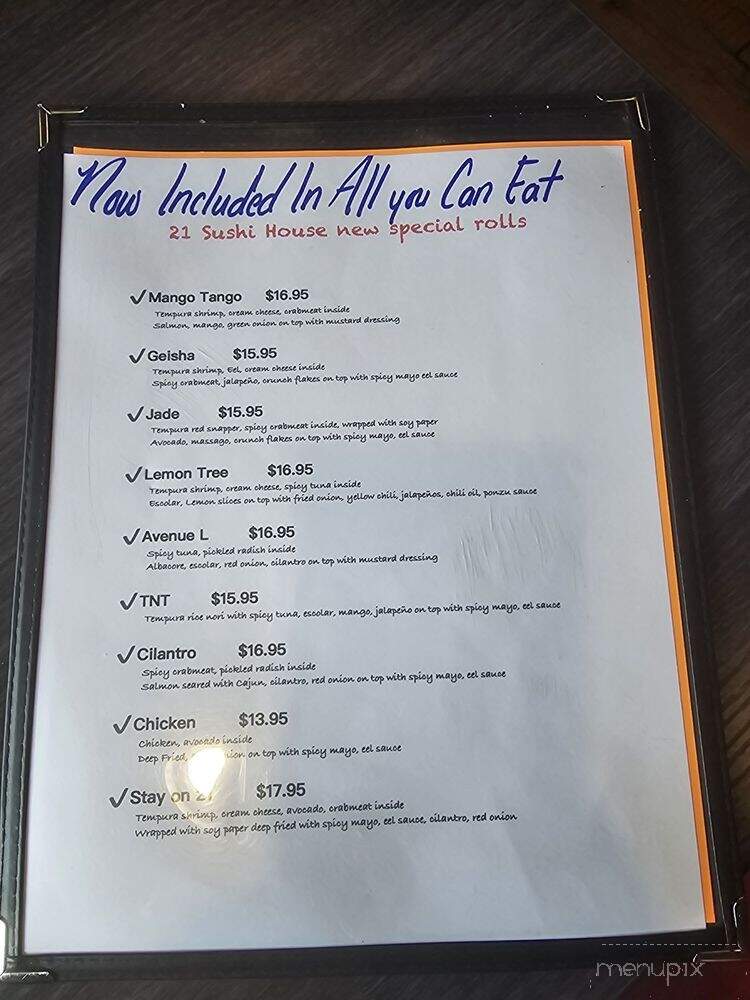 Now Included In All you Can Eat
21 Sushi House new special rolls
✓Mango Tango $16.95
Tempura shrimp, cream cheese, crabmeat inside
Salmon, mango, green onion on top with mustard dressing
✓Geisha $15.95
Tempura shrimp, Eel, cream cheese inside
Spicy crabmeat, jalapeño, crunch flakes on top with spicy mayo eel sauce
✓Jade $15.95
Tempura red snapper, spicy crabmeat inside, wrapped with soy paper
Avocado, massago, crunch flakes on top with spicy mayo, eel sauce
✓Lemon Tree $16.95
Tempura shrimp, cream cheese, spicy tuna inside
Escolar, Lemon slices on top with fried onion, yellow chili, jalapeños, chili oil, ponzu sauce
✓Avenue L $16.95
Spicy tuna, pickled radish inside
Albacore, escolar, red onion, cilantro on top with mustard dressing
✓TNT $15.95
Tempura rice nori with spicy tuna, escolar, mango, jalapeño on top with spicy mayo, eel sauce
✓Cilantro $16.95
Spicy crabmeat, pickled radish inside
Salmon seared with Cajun, cilantro, red onion on top with spicy mayo, eel sauce
✓Chicken $13.95
Chicken, avocado inside
Deep Fried, onion on top with spicy mayo, eel sauce
✓Stay on 21 $17.95
Tempura shrimp, cream cheese, avocado, crabmeat inside
Wrapped with soy paper deep fried with spicy mayo, eel sauce, cilantro, red onion
menupix